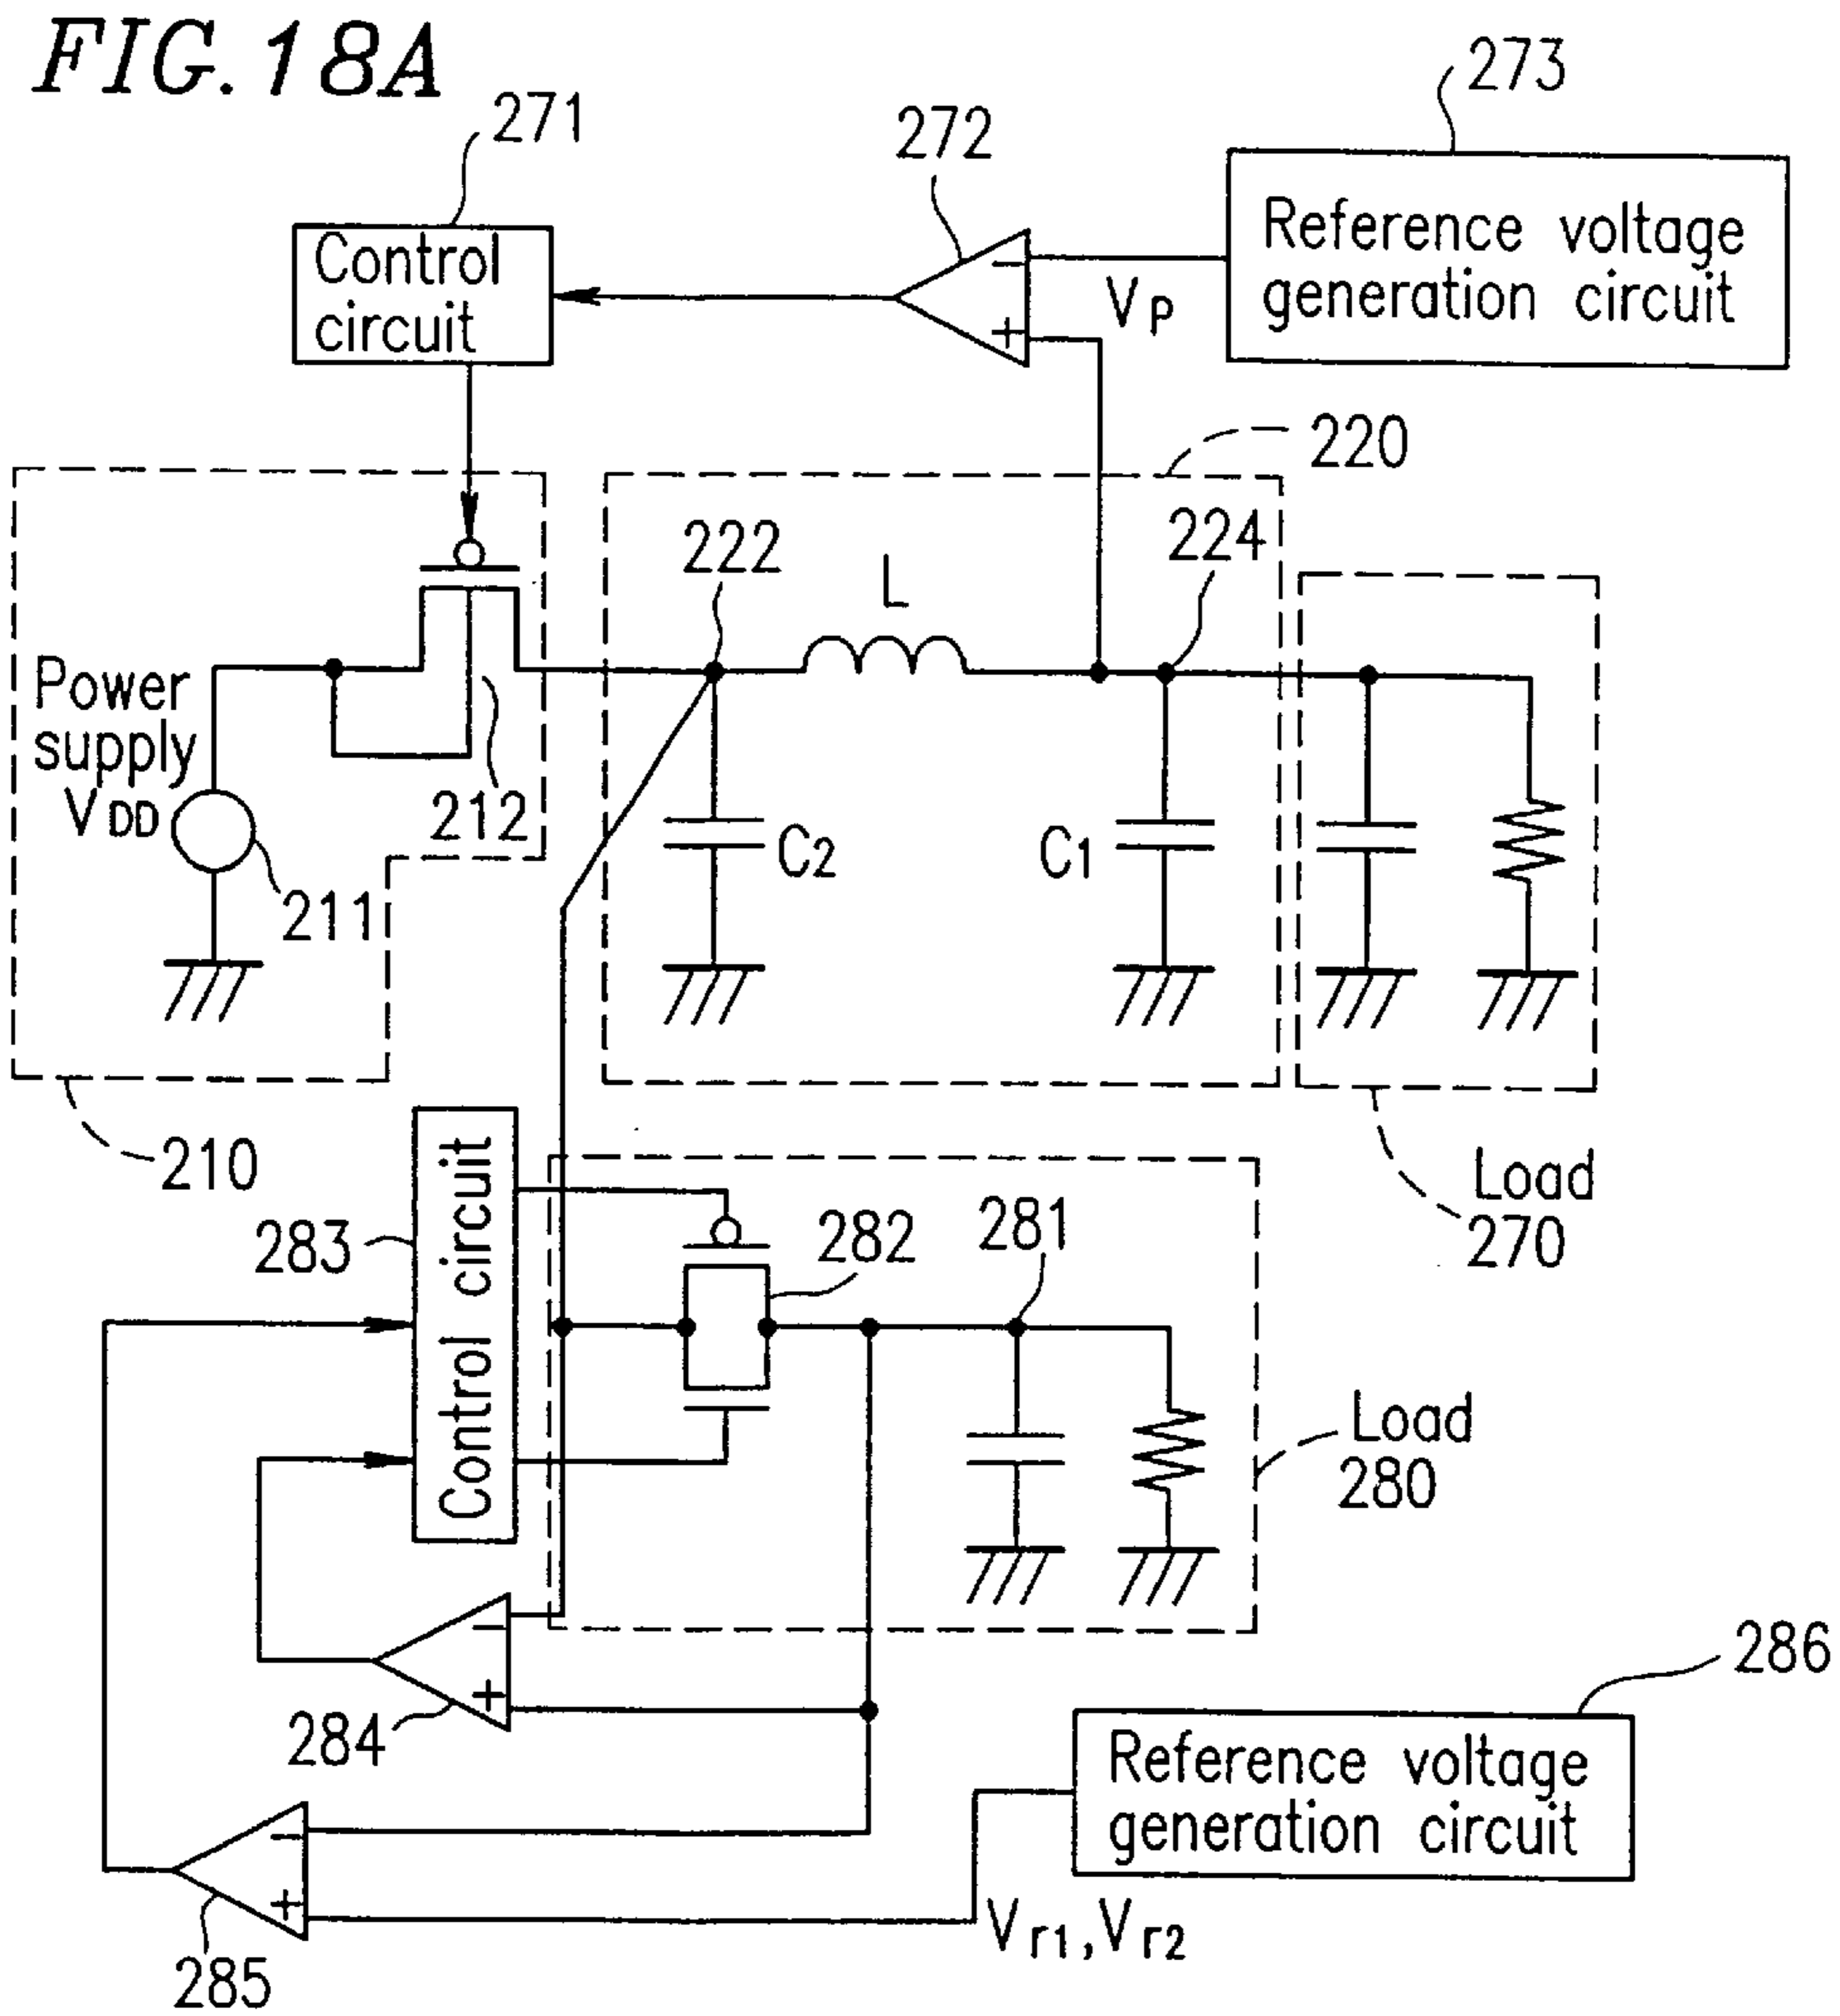 FIG. 18A
271
272
273
Control
circuit
Reference voltage
generation circuit
−
+
VP
220
222
L
224
Power
supply
VDD
212
211
C2
C1
210
Load
270
283
Control circuit
282
281
Load
280
−
+
284
286
Reference voltage
generation circuit
−
+
285
Vr1, Vr2